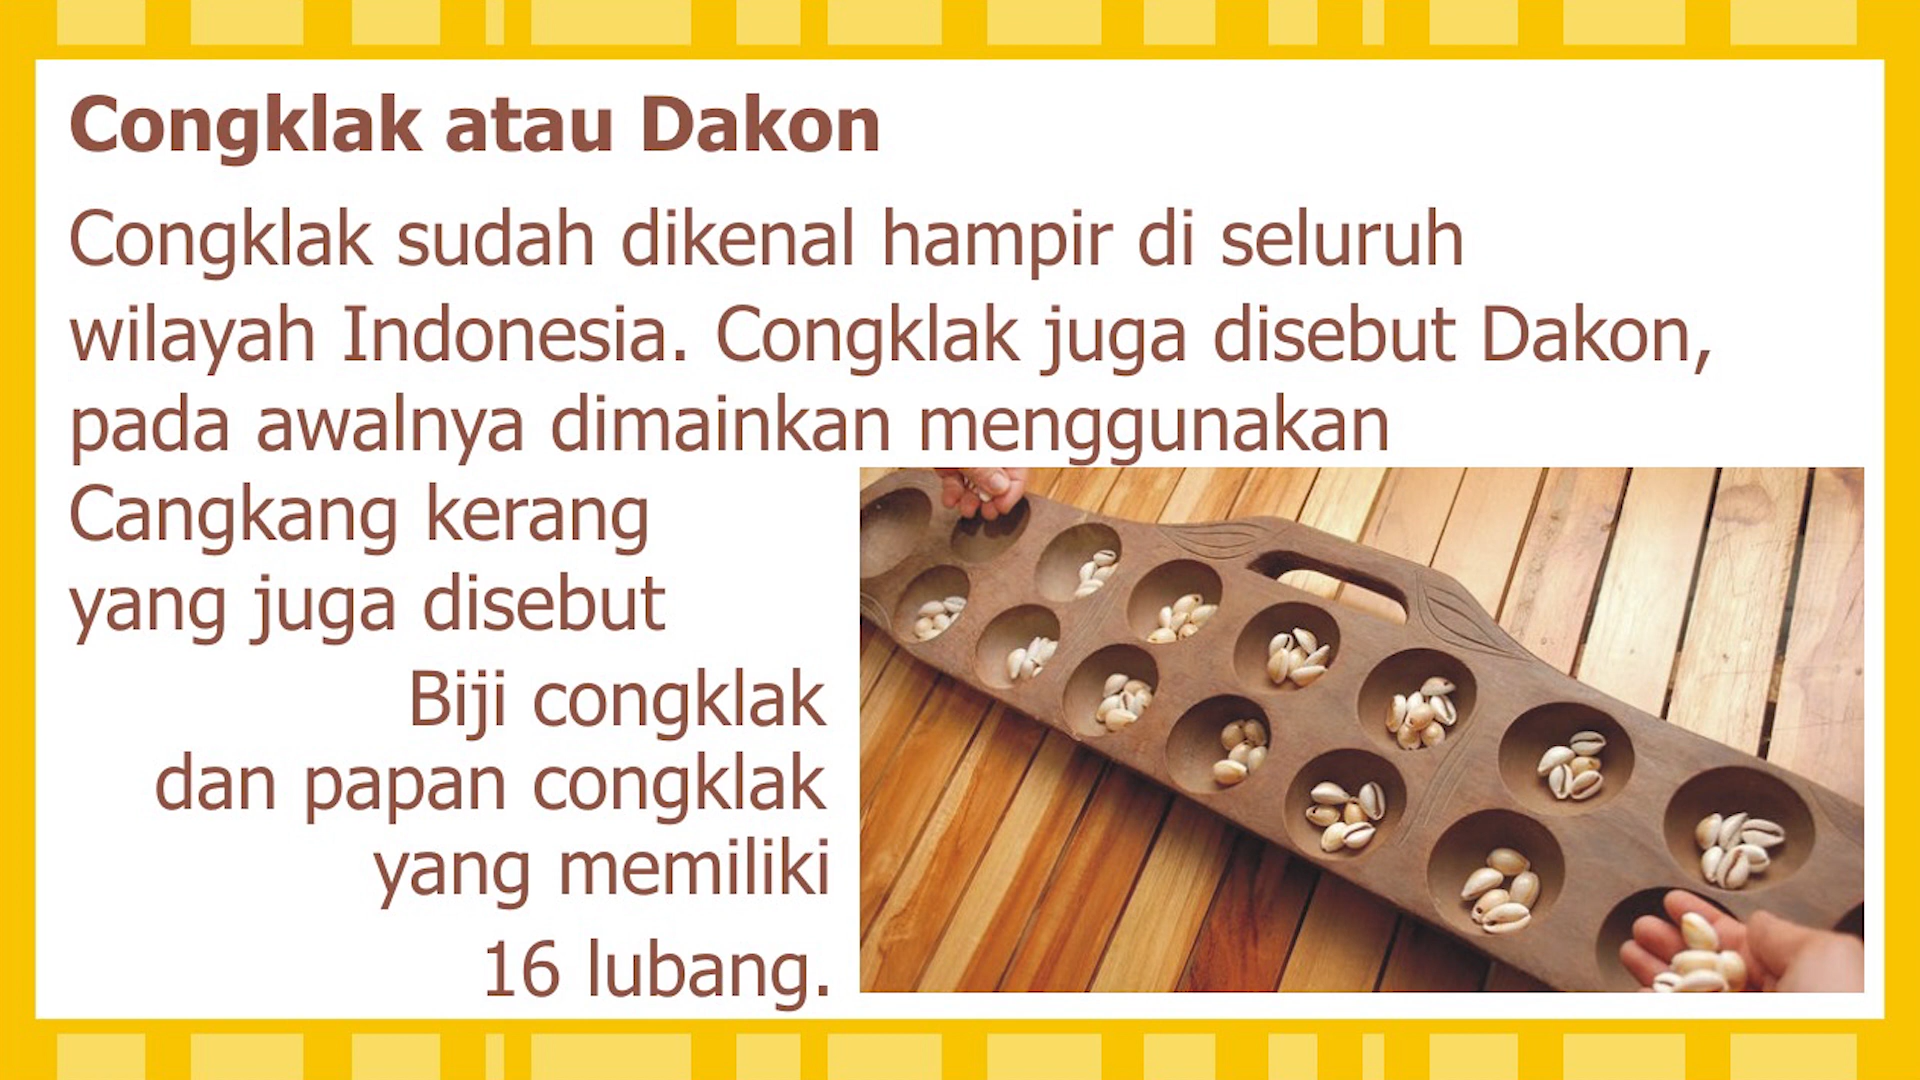 Congklak atau Dakon
Congklak sudah dikenal hampir di seluruh
wilayah Indonesia. Congklak juga disebut Dakon,
pada awalnya dimainkan menggunakan
Cangkang kerang
yang juga disebut
Biji congklak
dan papan congklak
yang memiliki
16 lubang.